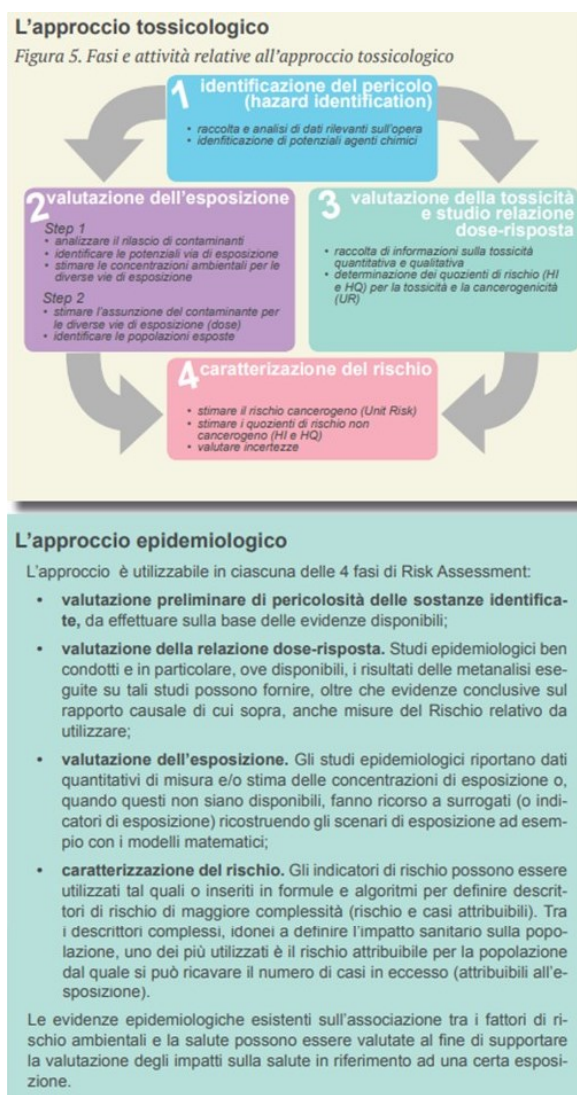 L'approccio tossicologico
Figura 5. Fasi e attività relative all'approccio tossicologico
1 identificazione del pericolo
(hazard identification)
• raccolta e analisi di dati rilevanti sull'opera
• idenfiticazione di potenziali agenti chimici
2 valutazione dell'esposizione
Step 1
• analizzare il rilascio di contaminanti
• identificare le potenziali via di esposizione
• stimare le concentrazioni ambientali per le
diverse vie di esposizione
Step 2
• stimare l'assunzione del contaminante per
le diverse vie di esposizione (dose)
• identificare le popolazioni esposte
3 valutazione della tossicità
e studio relazione
dose-risposta
• raccolta di informazioni sulla tossicità
quantitativa e qualitativa
• determinazione dei quozienti di rischio (HI
e HQ) per la tossicità e la cancerogenicità
(UR)
4 caratterizazione del rischio
• stimare il rischio cancerogeno (Unit Risk)
• stimare i quozienti di rischio non
cancerogeno (HI e HQ)
• valutare incertezze
L'approccio epidemiologico
L'approccio è utilizzabile in ciascuna delle 4 fasi di Risk Assessment:
• valutazione preliminare di pericolosità delle sostanze identifica-
te, da effettuare sulla base delle evidenze disponibili;
• valutazione della relazione dose-risposta. Studi epidemiologici ben
condotti e in particolare, ove disponibili, i risultati delle metanalisi ese-
guite su tali studi possono fornire, oltre che evidenze conclusive sul
rapporto causale di cui sopra, anche misure del Rischio relativo da
utilizzare;
• valutazione dell'esposizione. Gli studi epidemiologici riportano dati
quantitativi di misura e/o stima delle concentrazioni di esposizione o,
quando questi non siano disponibili, fanno ricorso a surrogati (o indi-
catori di esposizione) ricostruendo gli scenari di esposizione ad esem-
pio con i modelli matematici;
• caratterizzazione del rischio. Gli indicatori di rischio possono essere
utilizzati tal quali o inseriti in formule e algoritmi per definire descrit-
tori di rischio di maggiore complessità (rischio e casi attribuibili). Tra
i descrittori complessi, idonei a definire l'impatto sanitario sulla popo-
lazione, uno dei più utilizzati è il rischio attribuibile per la popolazione
dal quale si può ricavare il numero di casi in eccesso (attribuibili all'e-
sposizione).
Le evidenze epidemiologiche esistenti sull'associazione tra i fattori di ri-
schio ambientali e la salute possono essere valutate al fine di supportare
la valutazione degli impatti sulla salute in riferimento ad una certa esposi-
zione.